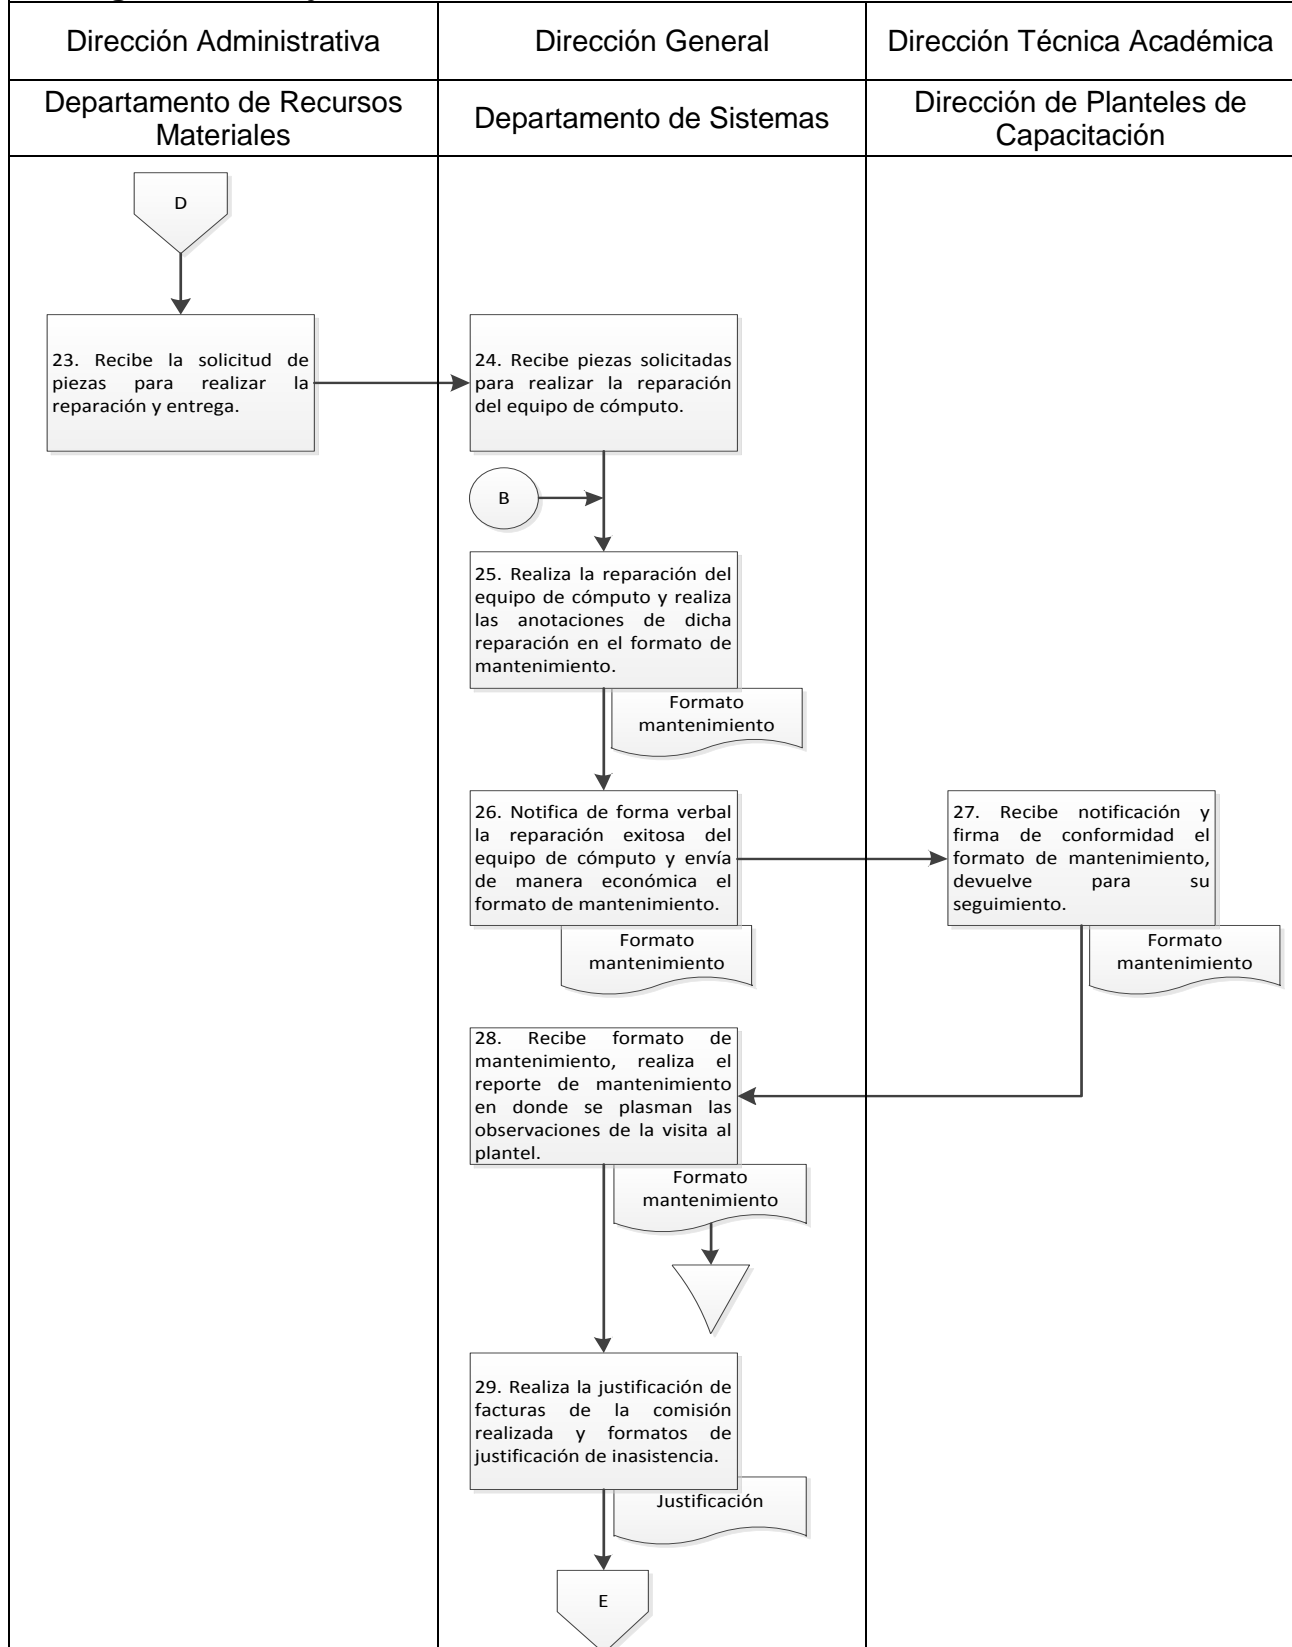 Dirección Administrativa
Dirección General
Dirección Técnica Académica
Departamento de Recursos
Materiales
Departamento de Sistemas
Dirección de Planteles de
Capacitación
D
23. Recibe la solicitud de
piezas para realizar la
reparación y entrega.
24. Recibe piezas solicitadas
para realizar la reparación
del equipo de cómputo.
B
25. Realiza la reparación del
equipo de cómputo y realiza
las anotaciones de dicha
reparación en el formato de
mantenimiento.
Formato
mantenimiento
26. Notifica de forma verbal
la reparación exitosa del
equipo de cómputo y envía
de manera económica el
formato de mantenimiento.
Formato
mantenimiento
27. Recibe notificación y
firma de conformidad el
formato de mantenimiento,
devuelve para su
seguimiento.
Formato
mantenimiento
28. Recibe formato de
mantenimiento, realiza el
reporte de mantenimiento
en donde se plasman las
observaciones de la visita al
plantel.
Formato
mantenimiento
29. Realiza la justificación de
facturas de la comisión
realizada y formatos de
justificación de inasistencia.
Justificación
E